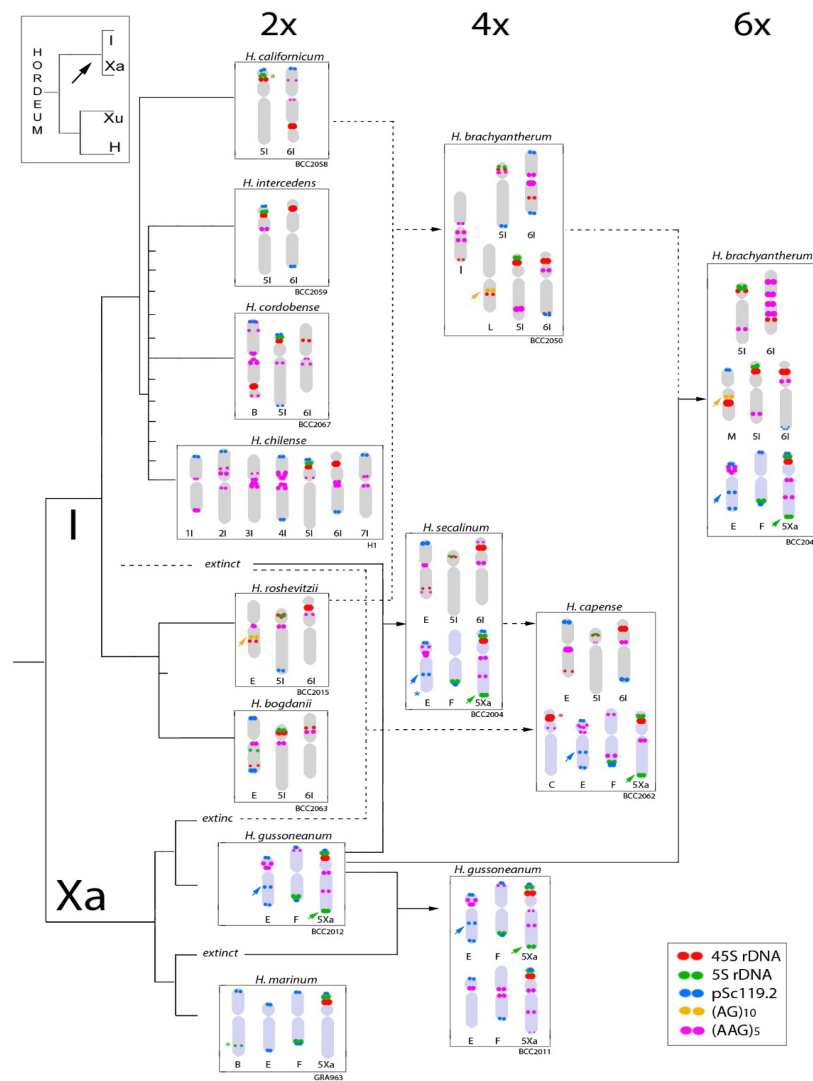 2x 4x 6x
HORDEUM
I
Xa
Xu
H
H. californicum
5I 6I
BCC2058
H. intercedens
5I 6I
BCC2059
H. cordobense
B 5I 6I
BCC2067
H. chilense
1I 2I 3I 4I 5I 6I 7I
H1
I
extinct
H. roshevitzii
E 5I 6I
BCC2015
H. bogdanii
E 5I 6I
BCC2063
extinc
H. gussoneanum
E F 5Xa
BCC2012
Xa
extinct
H. marinum
B E F 5Xa
GRA963
H. brachyantherum
5I 6I
I
L 5I 6I
BCC2050
H. secalinum
E 5I 6I
E F 5Xa
BCC2004
H. capense
E 5I 6I
C E F 5Xa
BCC2062
H. gussoneanum
E F 5Xa
E F 5Xa
BCC2011
H. brachyantherum
5I 6I
M 5I 6I
E F 5Xa
BCC204
45S rDNA
5S rDNA
pSc119.2
(AG)10
(AAG)5